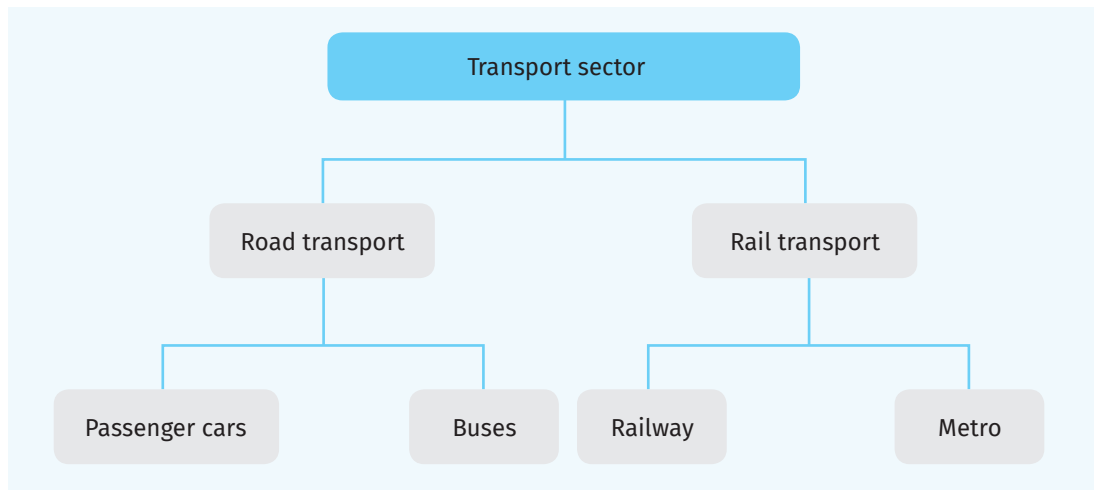 Transport sector
Road transport
Rail transport
Passenger cars
Buses
Railway
Metro